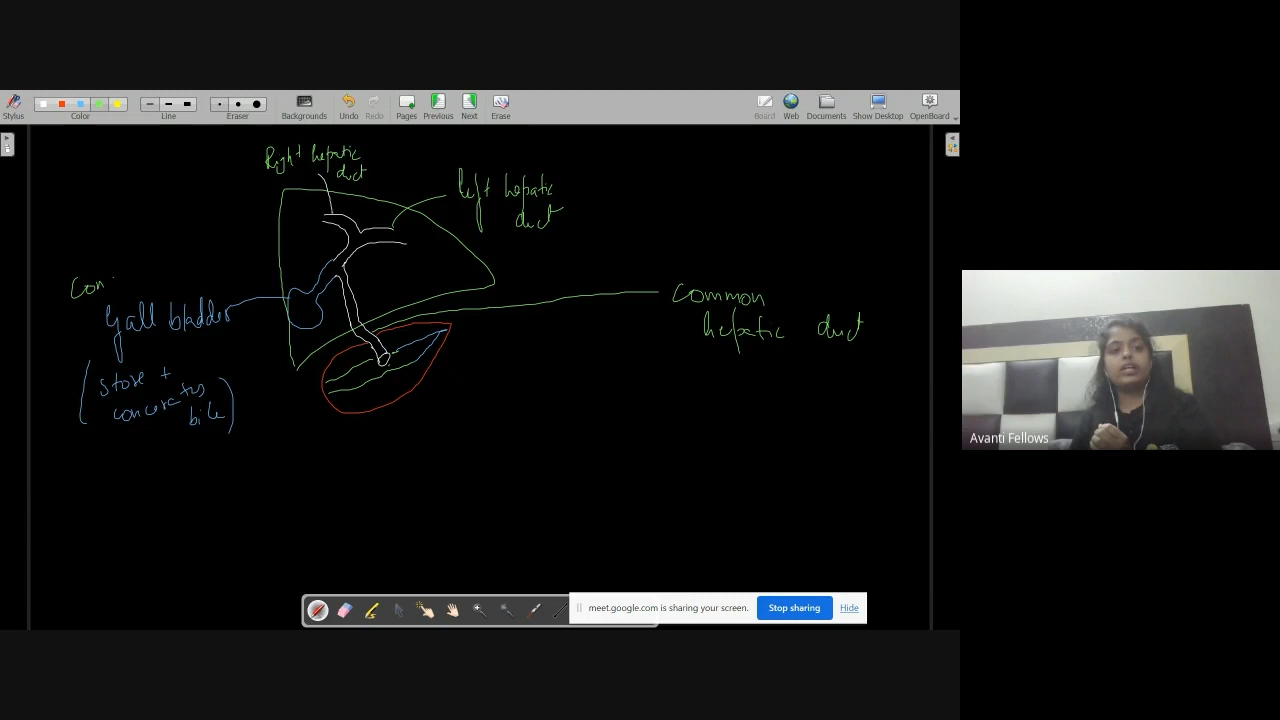 Stylus
Color
Line
Eraser
Backgrounds
Undo
Redo
Pages
Previous
Next
Erase
Board
Web
Documents
Show Desktop
OpenBoard
Right hepatic
duct
left hepatic
duct
Con
Gall bladder
(store +
bile)
Common
hepatic duct
Avanti Fellows
meet.google.com is sharing your screen.
Stop sharing
Hide